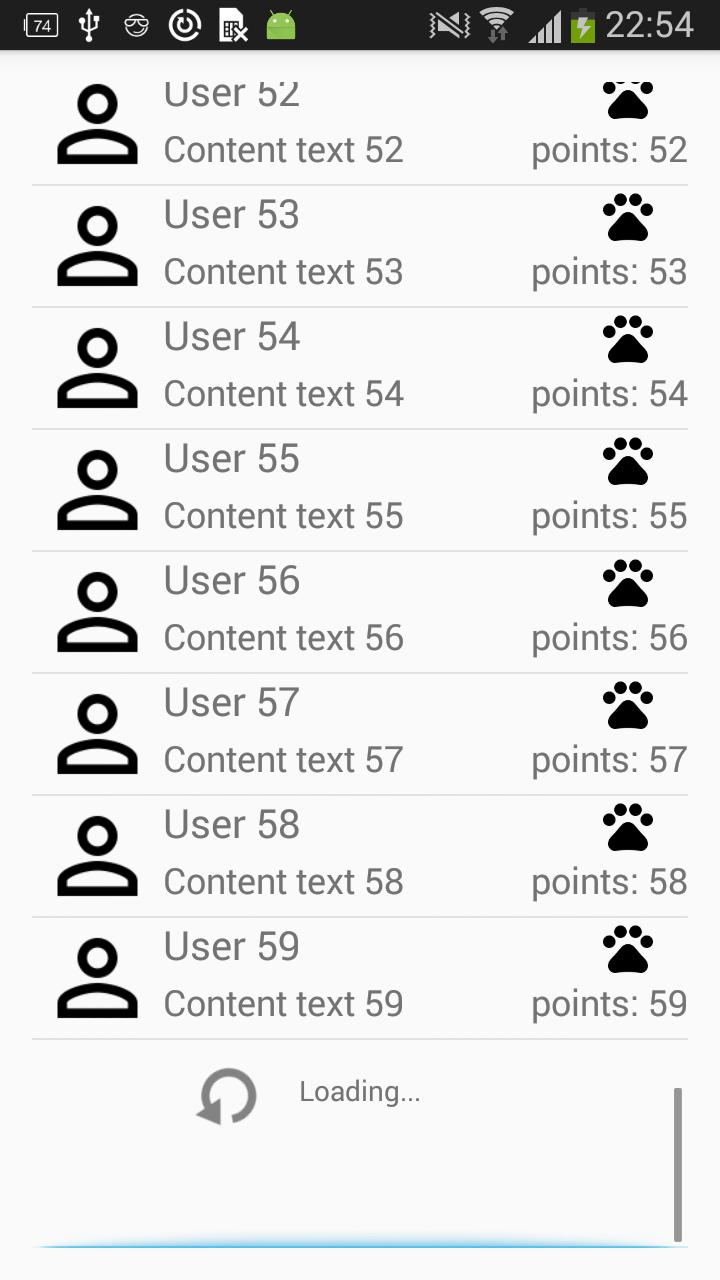 74 22:54
User 52
Content text 52 points: 52
User 53
Content text 53 points: 53
User 54
Content text 54 points: 54
User 55
Content text 55 points: 55
User 56
Content text 56 points: 56
User 57
Content text 57 points: 57
User 58
Content text 58 points: 58
User 59
Content text 59 points: 59
Loading...